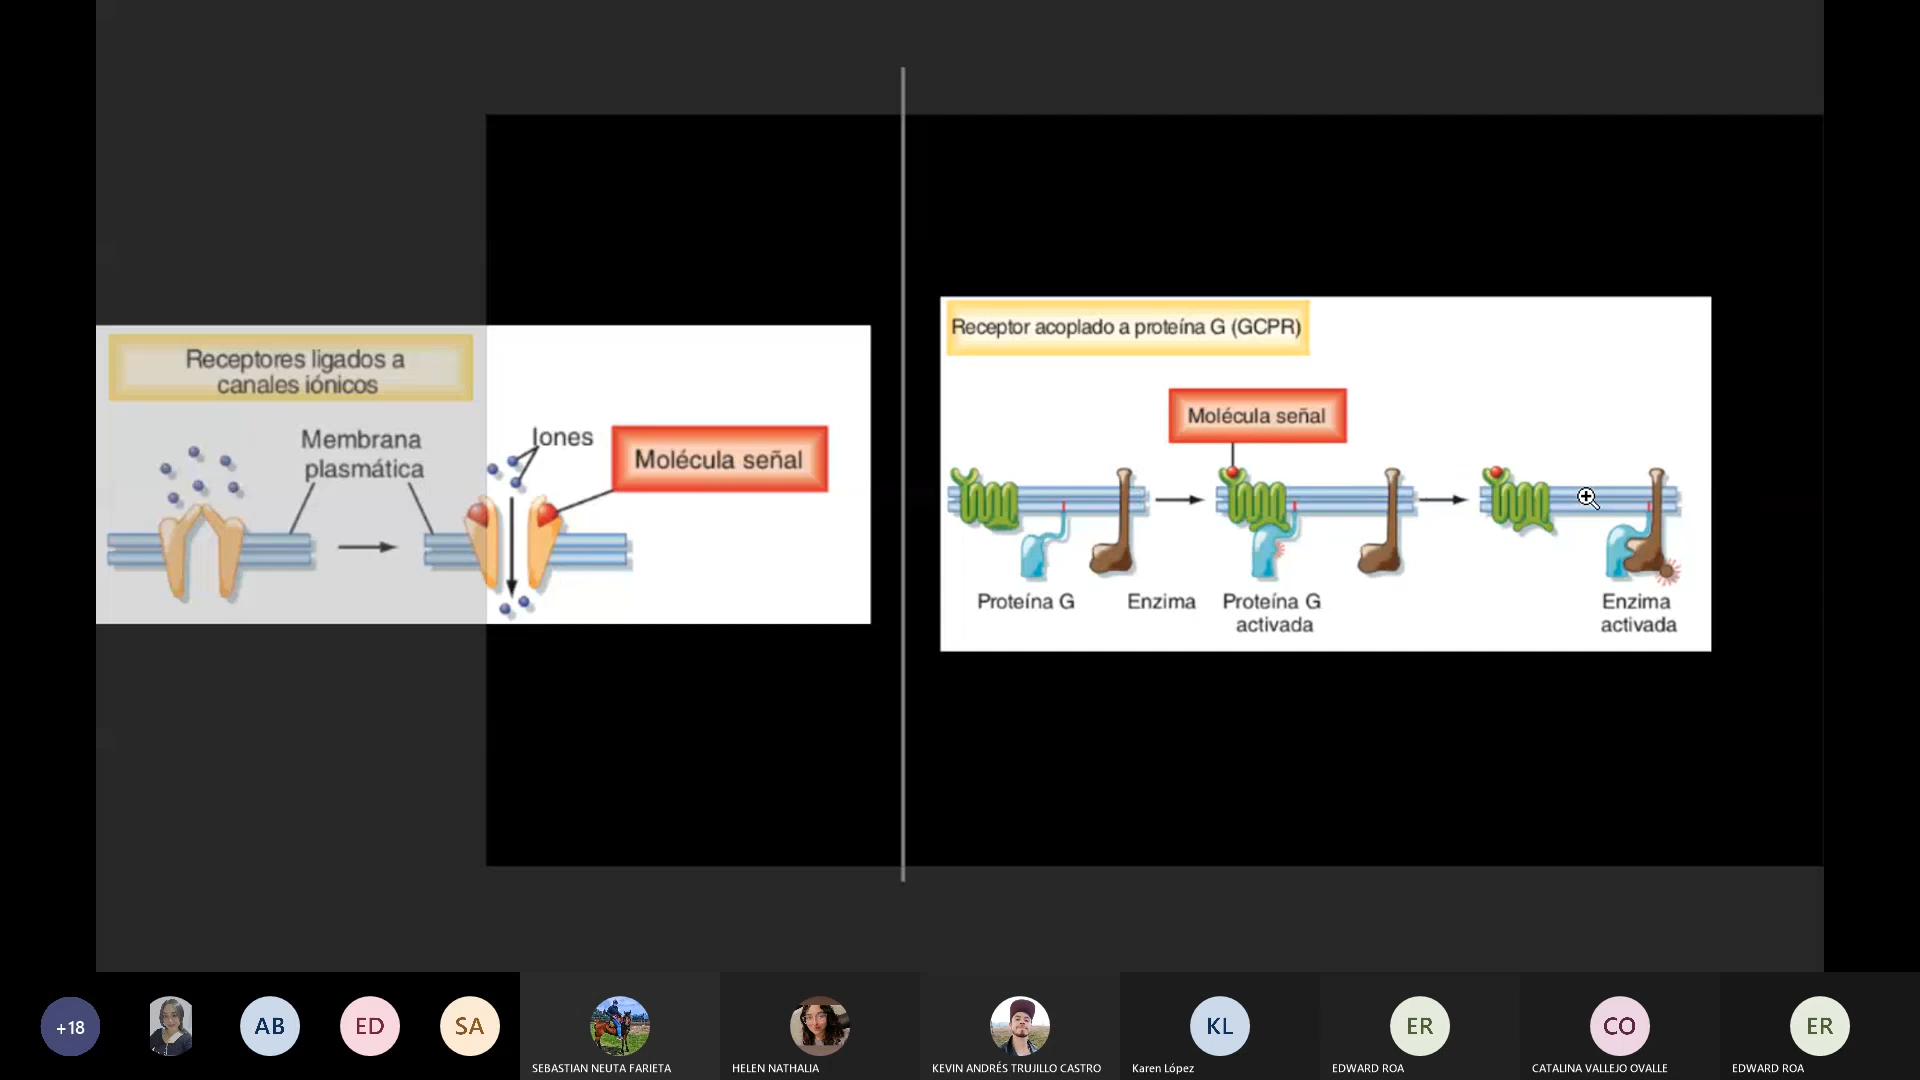 Receptores ligados a
canales iónicos
Membrana
plasmática
Iones
Molécula señal
Receptor acoplado a proteína G (GCPR)
Molécula señal
Proteína G
Enzima
Proteína G
activada
Enzima
activada
+18
AB
ED
SA
SEBASTIAN NEUTA FARIETA
HELEN NATHALIA
KEVIN ANDRÉS TRUJILLO CASTRO
KL
Karen López
ER
EDWARD ROA
CO
CATALINA VALLEJO OVALLE
ER
EDWARD ROA